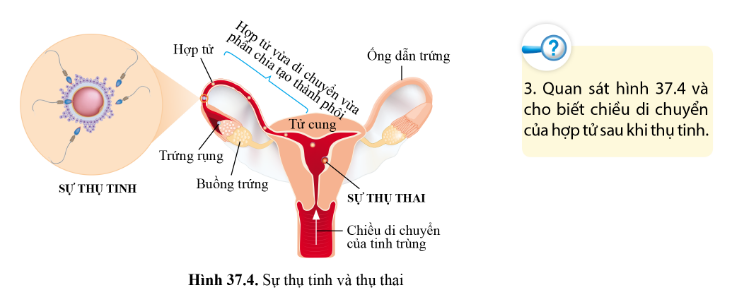 Hợp tử
Hợp tử vừa di chuyển vừa
phân chia tạo thành phôi
Ống dẫn trứng
Tử cung
Trứng rụng
Buồng trứng
SỰ THỤ TINH
SỰ THỤ THAI
Chiều di chuyển
của tinh trùng
Hình 37.4. Sự thụ tinh và thụ thai
3. Quan sát hình 37.4 và
cho biết chiều di chuyển
của hợp tử sau khi thụ tinh.